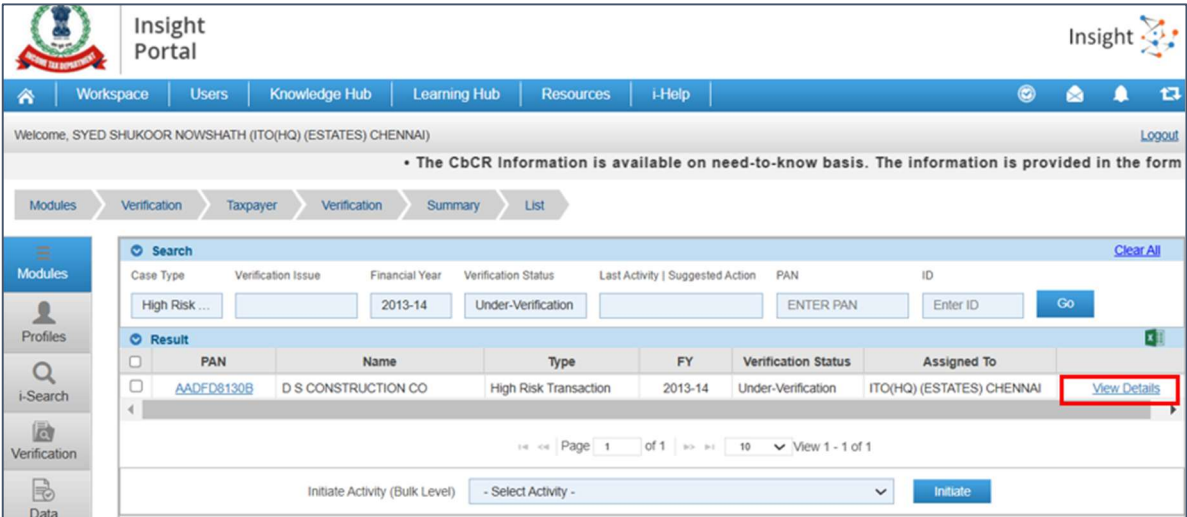 Insight
Portal
INCOME TAX DEPARTMENT
Insight
Workspace Users Knowledge Hub Learning Hub Resources i-Help
Welcome, SYED SHUKOOR NOWSHATH (ITO(HQ) (ESTATES) CHENNAI) Logout
• The CbCR Information is available on need-to-know basis. The information is provided in the form
Modules Verification Taxpayer Verification Summary List
Modules
Profiles
i-Search
Verification
Data
Search Clear All
Case Type Verification Issue Financial Year Verification Status Last Activity | Suggested Action PAN ID
High Risk ... 2013-14 Under-Verification ENTER PAN Enter ID Go
Result
PAN Name Type FY Verification Status Assigned To
AADFD8130B D S CONSTRUCTION CO High Risk Transaction 2013-14 Under-Verification ITO(HQ) (ESTATES) CHENNAI View Details
Page 1 of 1 10 View 1 - 1 of 1
Initiate Activity (Bulk Level) - Select Activity - Initiate